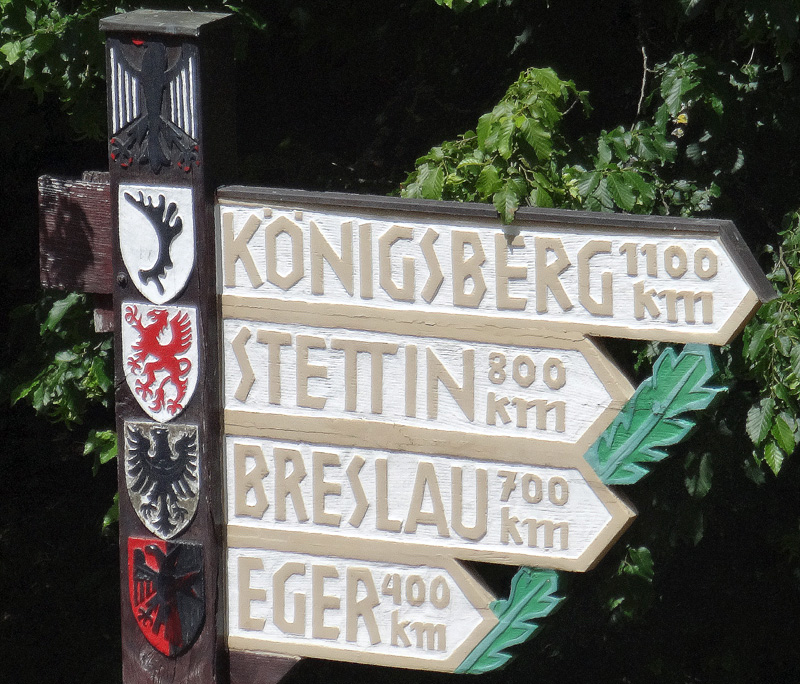 KÖNIGSBERG 1100 km
STETTIN 800 km
BRESLAU 700 km
EGER 400 km